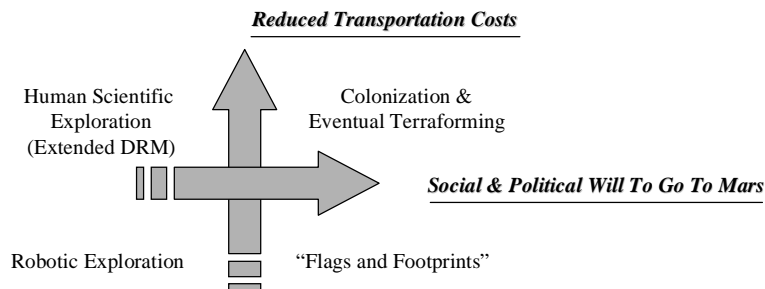 Reduced Transportation Costs
Human Scientific
Exploration
(Extended DRM)
Colonization &
Eventual Terraforming
Social & Political Will To Go To Mars
Robotic Exploration
“Flags and Footprints”